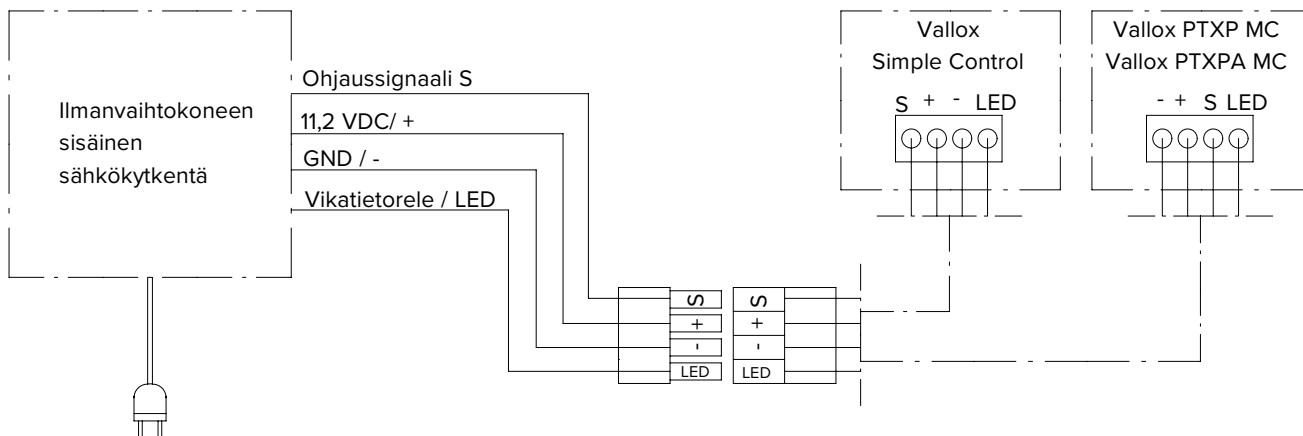 Ilmanvaihtokoneen
sisäinen
sähkökytkentä
Ohjaussignaali S
11,2 VDC/ +
GND / -
Vikatietorele / LED
Vallox
Simple Control
S + - LED
Vallox PTXP MC
Vallox PTXPA MC
- + S LED
S S
+ +
- -
LED LED